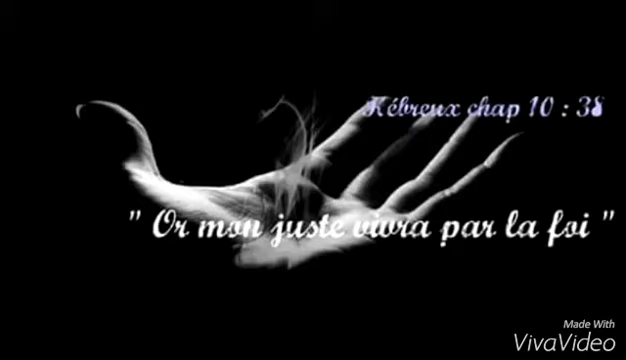 Hébreux chap 10 : 38
" Or mon juste vivra par la foi "
Made With
VivaVideo